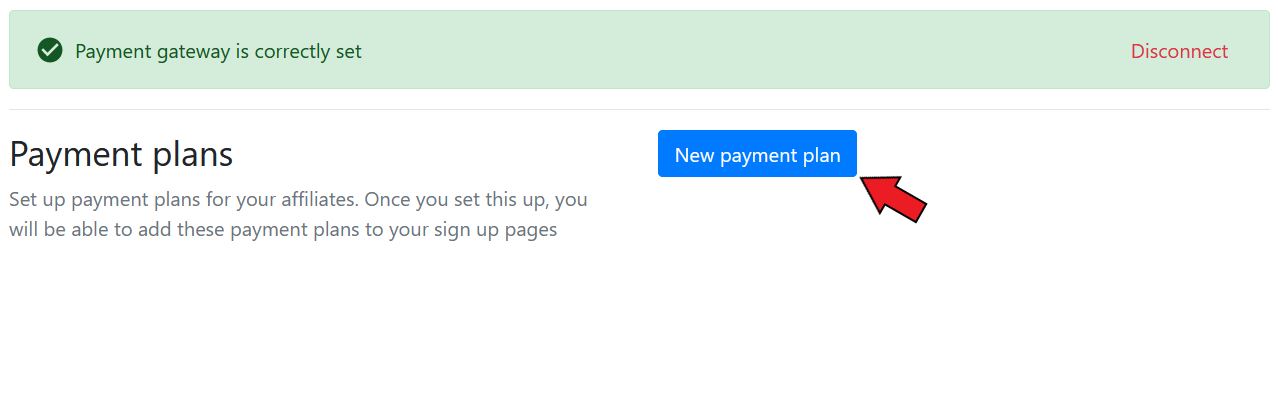 Payment gateway is correctly set
Disconnect
Payment plans
New payment plan
Set up payment plans for your affiliates. Once you set this up, you
will be able to add these payment plans to your sign up pages